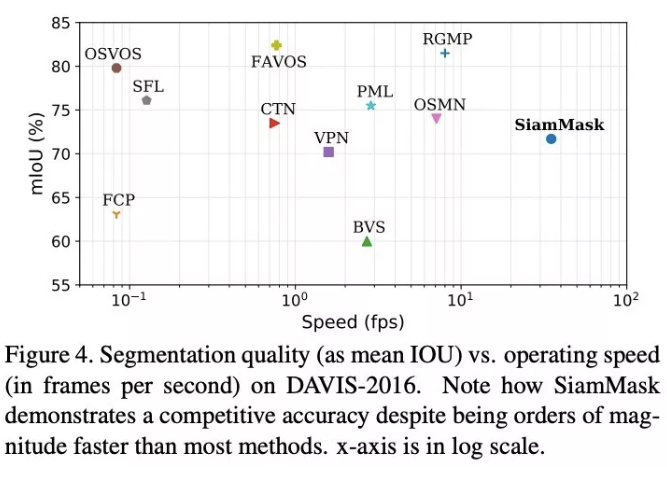 85
80
75
70
65
60
55
mIoU (%)
OSVOS
SFL
FCP
FAVOS
CTN
VPN
PML
BVS
RGMP
OSMN
SiamMask
10⁻¹ 10⁰ 10¹ 10²
Speed (fps)
Figure 4. Segmentation quality (as mean IOU) vs. operating speed
(in frames per second) on DAVIS-2016. Note how SiamMask
demonstrates a competitive accuracy despite being orders of mag-
nitude faster than most methods. x-axis is in log scale.